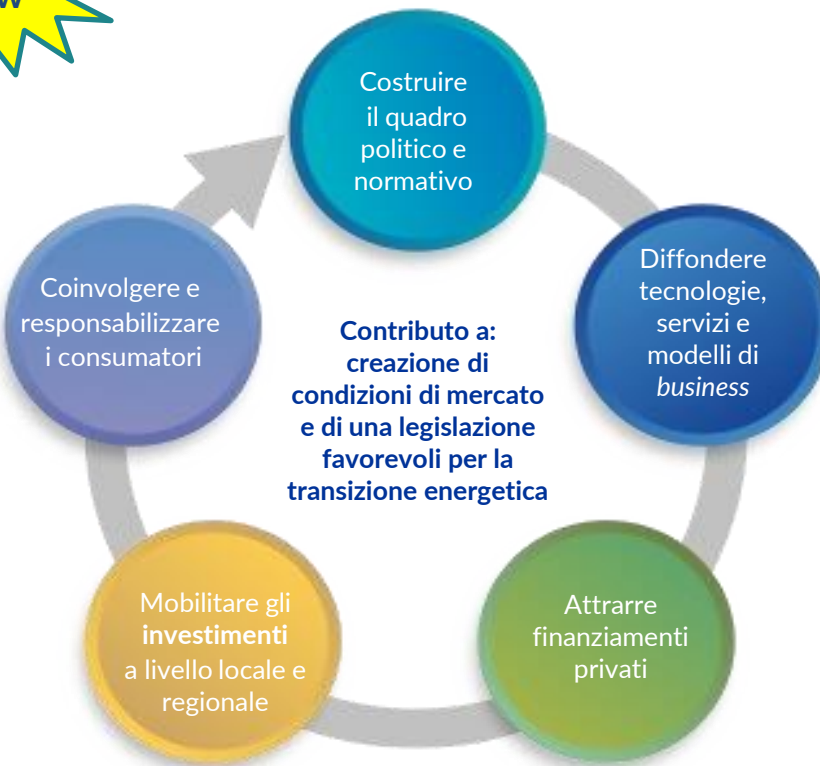 Costruire
il quadro
politico e
normativo
Diffondere
tecnologie,
servizi e
modelli di
business
Attrarre
finanziamenti
privati
Mobilitare gli
investimenti
a livello locale e
regionale
Coinvolgere e
responsabilizzare
i consumatori
Contributo a:
creazione di
condizioni di mercato
e di una legislazione
favorevoli per la
transizione energetica